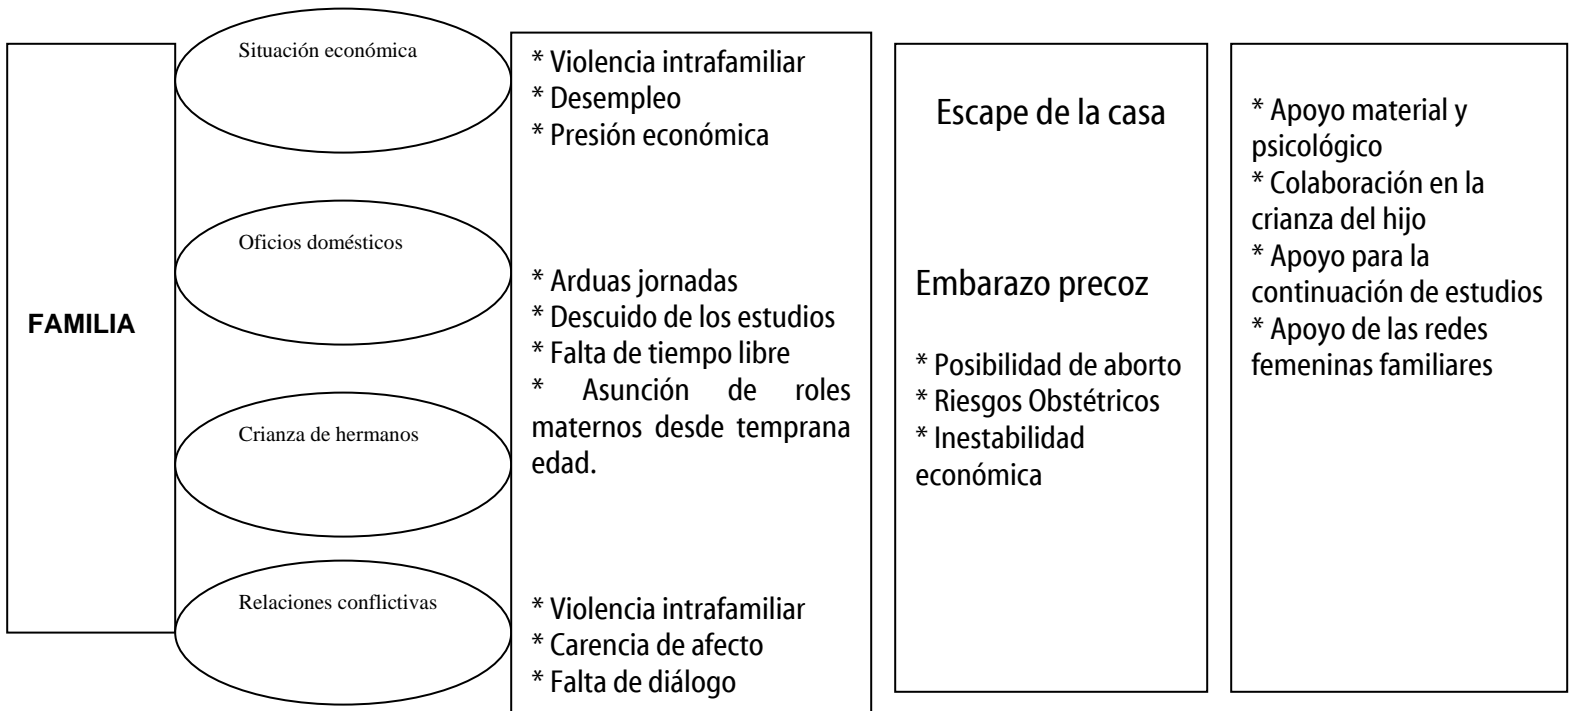 FAMILIA
Situación económica
Oficios domésticos
Crianza de hermanos
Relaciones conflictivas
* Violencia intrafamiliar
* Desempleo
* Presión económica
* Arduas jornadas
* Descuido de los estudios
* Falta de tiempo libre
* Asunción de roles
maternos desde temprana
edad.
* Violencia intrafamiliar
* Carencia de afecto
* Falta de diálogo
Escape de la casa
Embarazo precoz
* Posibilidad de aborto
* Riesgos Obstétricos
* Inestabilidad
económica
* Apoyo material y
psicológico
* Colaboración en la
crianza del hijo
* Apoyo para la
continuación de estudios
* Apoyo de las redes
femeninas familiares